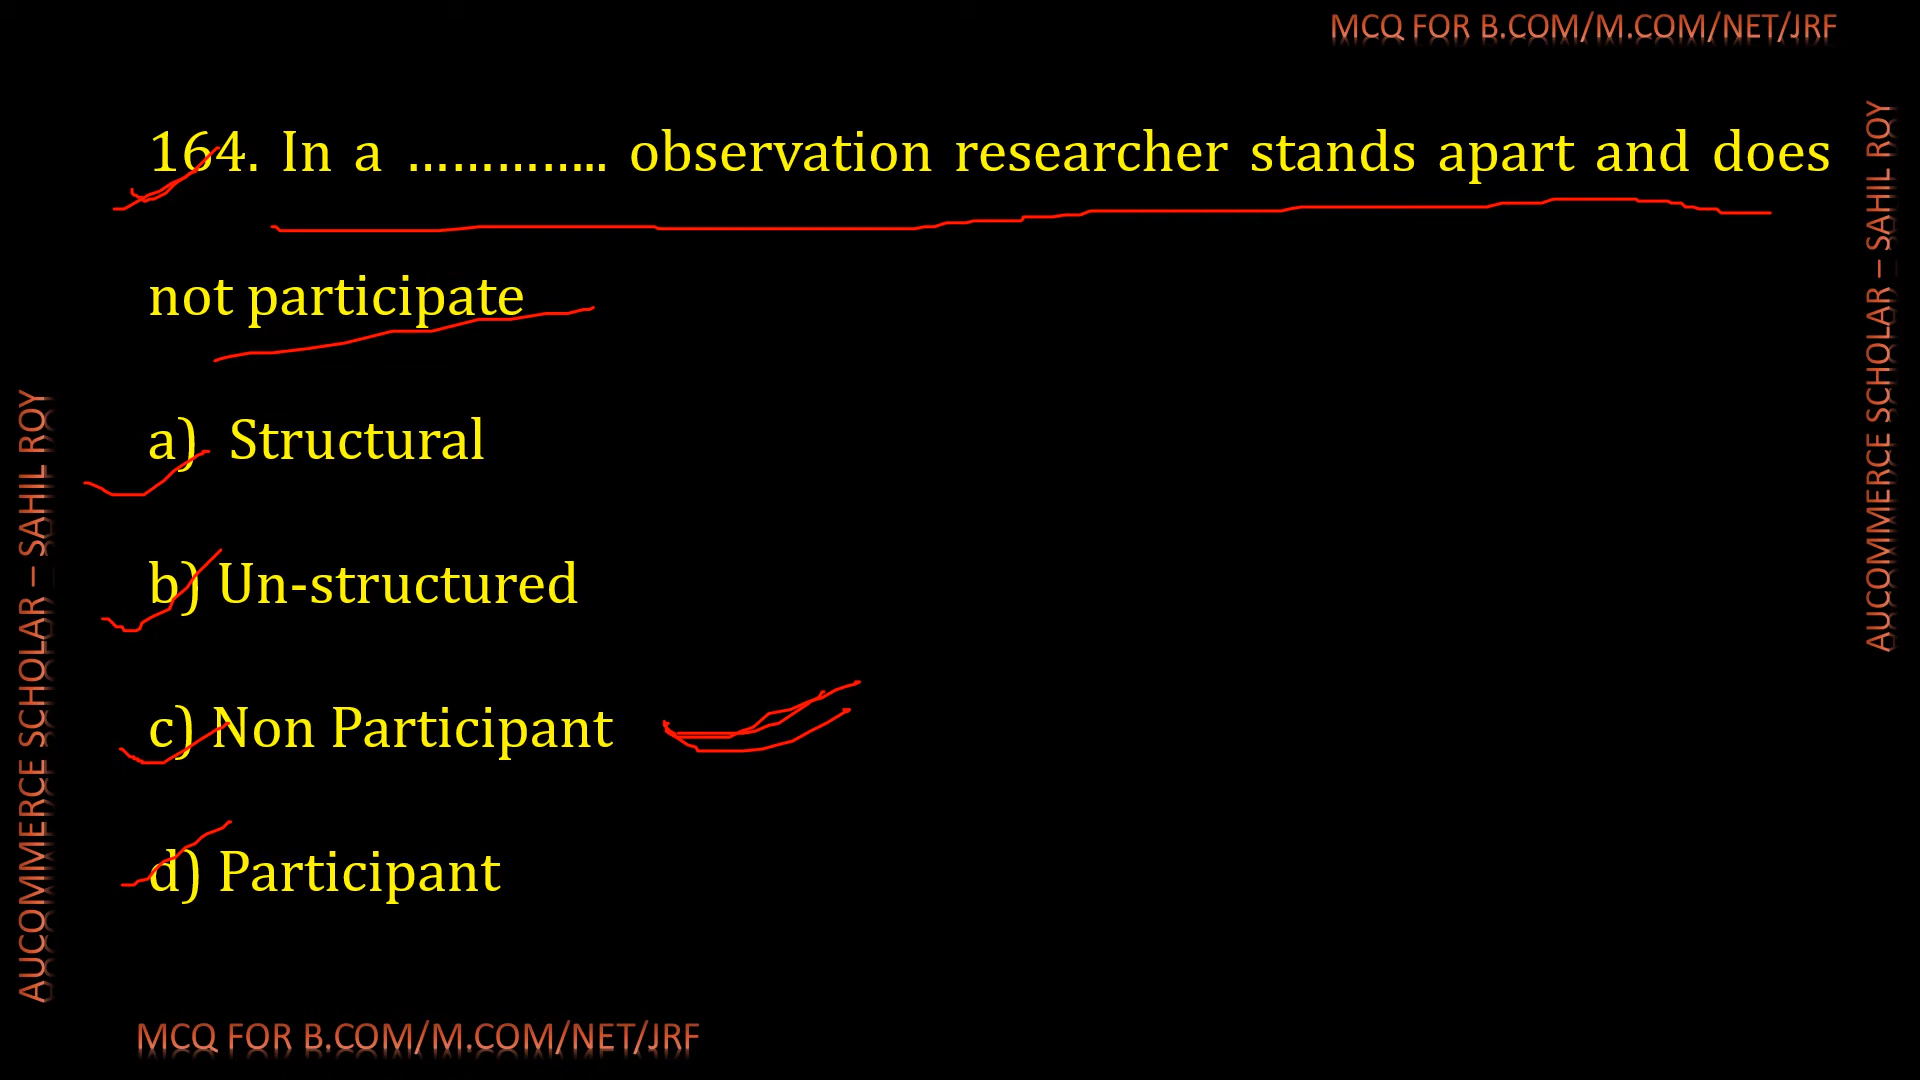 MCQ FOR B.COM/M.COM/NET/JRF
164. In a ………….. observation researcher stands apart and does
not participate
a) Structural
b) Un-structured
c) Non Participant
d) Participant
AUCOMMERCE SCHOLAR – SAHIL ROY
AUCOMMERCE SCHOLAR – SAHIL ROY
MCQ FOR B.COM/M.COM/NET/JRF